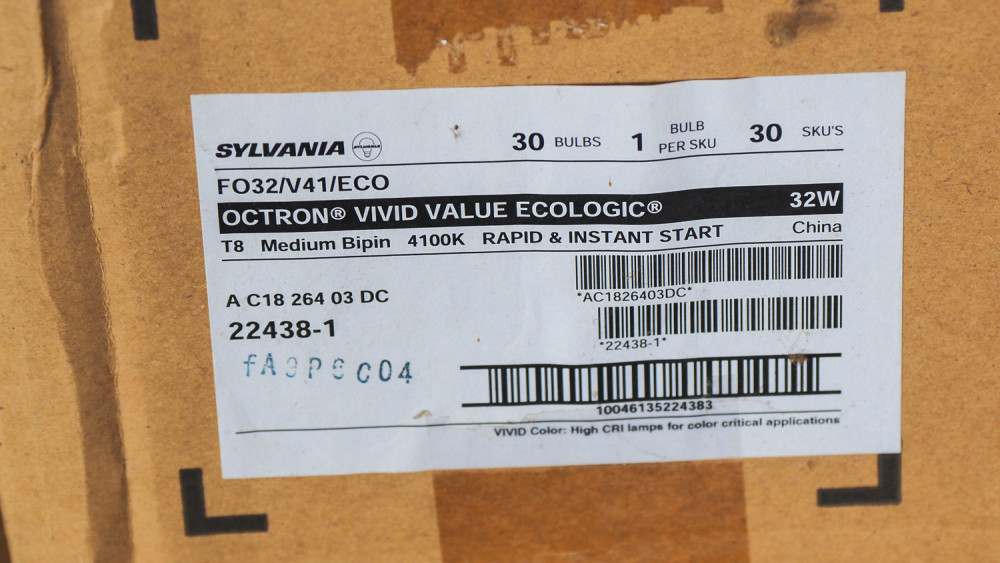 SYLVANIA SYLVANIA 30 BULBS 1 BULB PER SKU 30 SKU'S
FO32/V41/ECO
OCTRON® VIVID VALUE ECOLOGIC® 32W
T8 Medium Bipin 4100K RAPID & INSTANT START China
*AC1826403DC*
A C18 264 03 DC
22438-1
*22438-1*
10046135224383
VIVID Color: High CRI lamps for color critical applications